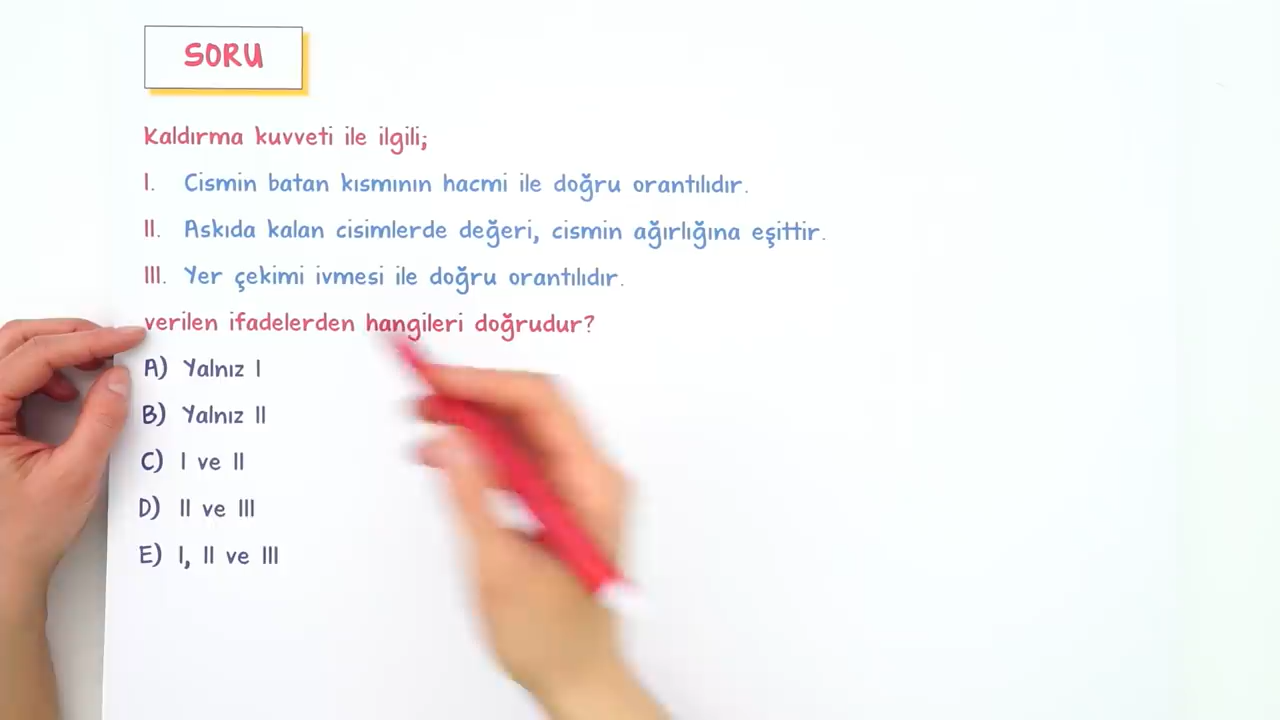 SORU
Kaldırma kuvveti ile ilgili;
I. Cismin batan kısmının hacmi ile doğru orantılıdır.
II. Askıda kalan cisimlerde değeri, cismin ağırlığına eşittir.
III. Yer çekimi ivmesi ile doğru orantılıdır.
verilen ifadelerden hangileri doğrudur?
A) Yalnız I
B) Yalnız II
C) I ve II
D) II ve III
E) I, II ve III